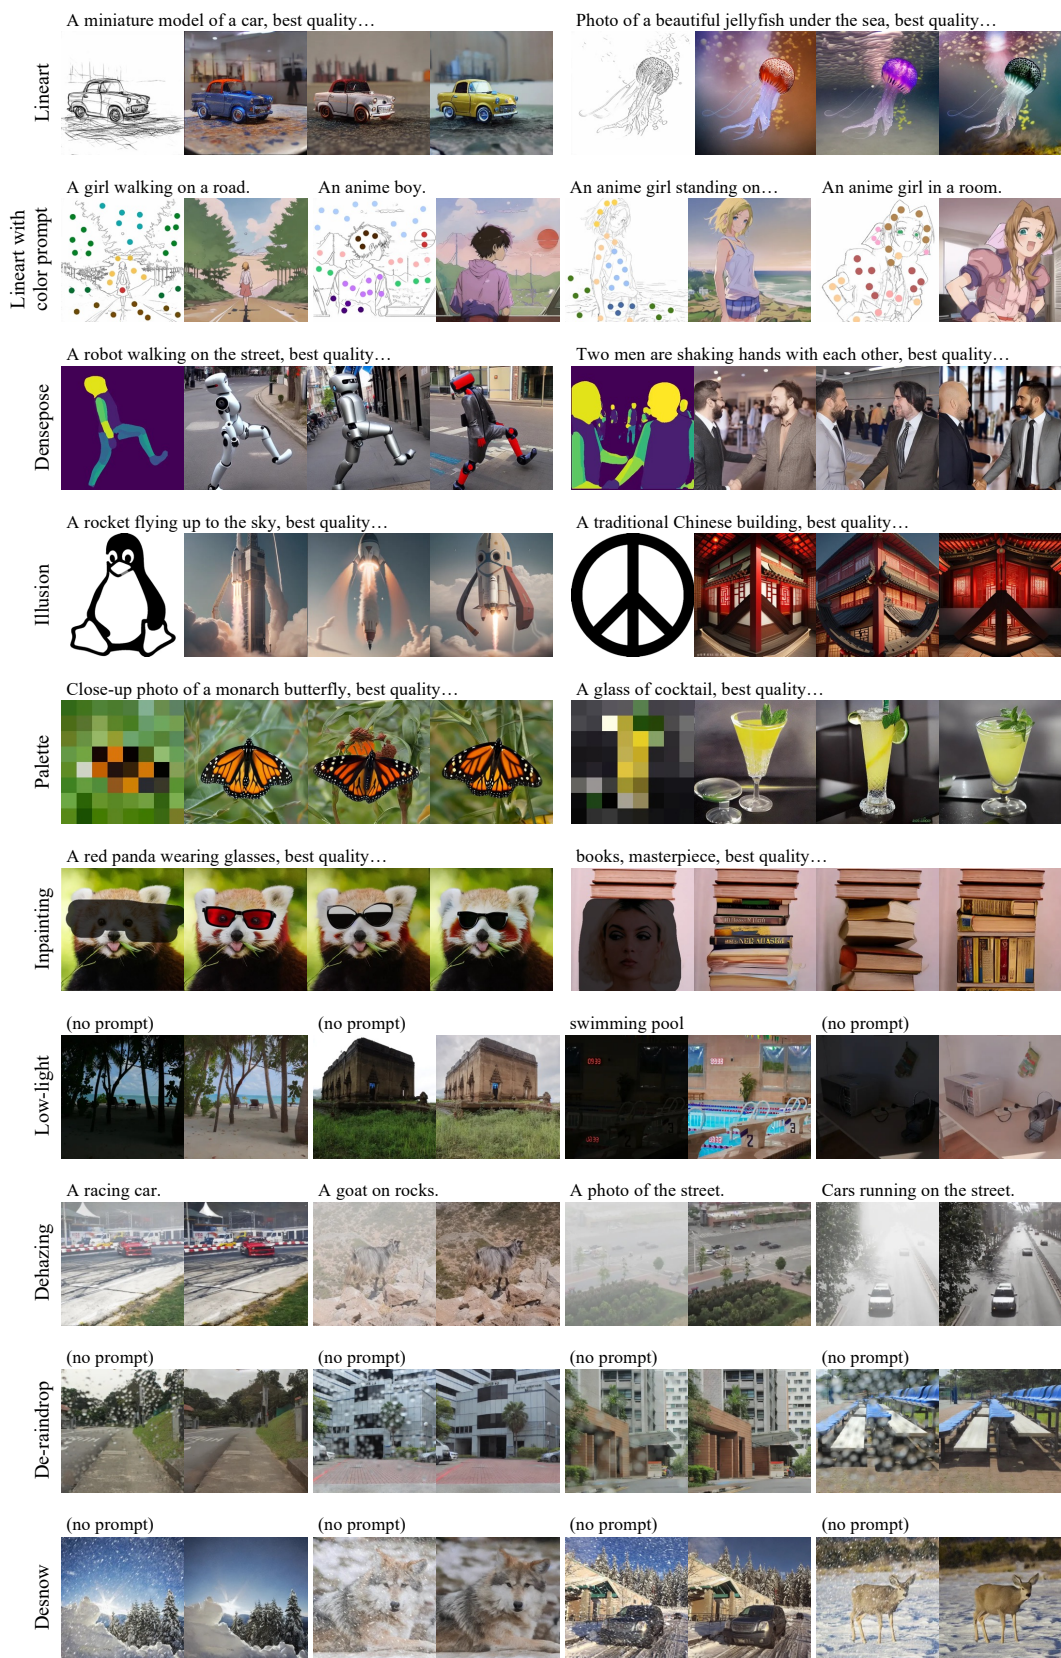 A miniature model of a car, best quality…
Photo of a beautiful jellyfish under the sea, best quality…
Lineart
A girl walking on a road.
An anime boy.
An anime girl standing on…
An anime girl in a room.
Lineart with
color prompt
A robot walking on the street, best quality…
Two men are shaking hands with each other, best quality…
Densepose
A rocket flying up to the sky, best quality…
A traditional Chinese building, best quality…
Illusion
Close-up photo of a monarch butterfly, best quality…
A glass of cocktail, best quality…
Palette
A red panda wearing glasses, best quality…
books, masterpiece, best quality…
Inpainting
(no prompt)
(no prompt)
swimming pool
(no prompt)
Low-light
A racing car.
A goat on rocks.
A photo of the street.
Cars running on the street.
Dehazing
(no prompt)
(no prompt)
(no prompt)
(no prompt)
De-raindrop
(no prompt)
(no prompt)
(no prompt)
(no prompt)
Desnow